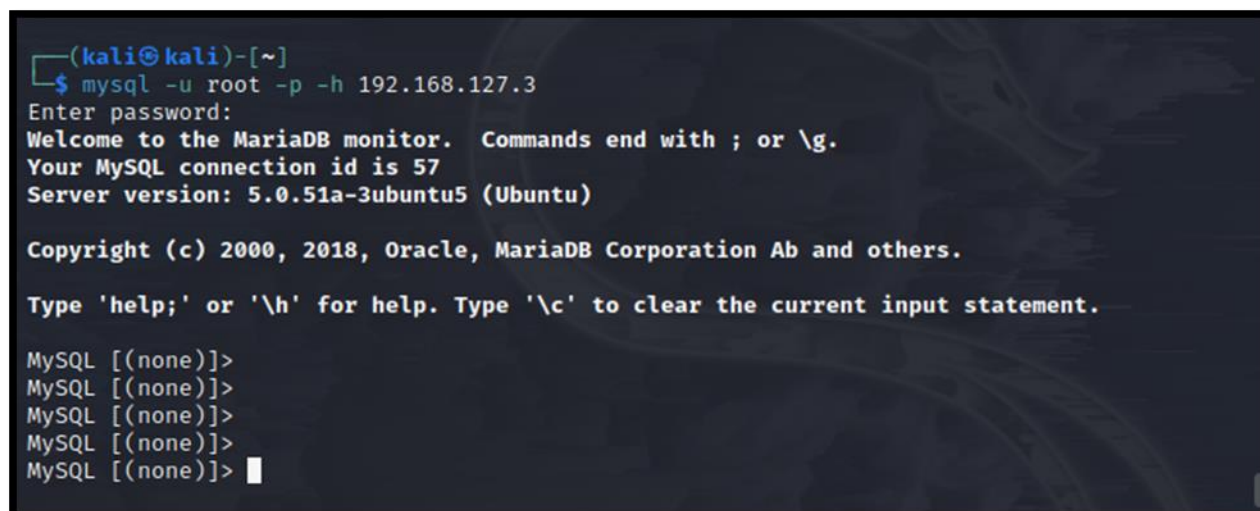 ┌──(kali㉿kali)-[~]
└─$ mysql -u root -p -h 192.168.127.3
Enter password:
Welcome to the MariaDB monitor.  Commands end with ; or \g.
Your MySQL connection id is 57
Server version: 5.0.51a-3ubuntu5 (Ubuntu)
Copyright (c) 2000, 2018, Oracle, MariaDB Corporation Ab and others.
Type 'help;' or '\h' for help. Type '\c' to clear the current input statement.
MySQL [(none)]>
MySQL [(none)]>
MySQL [(none)]>
MySQL [(none)]>
MySQL [(none)]>